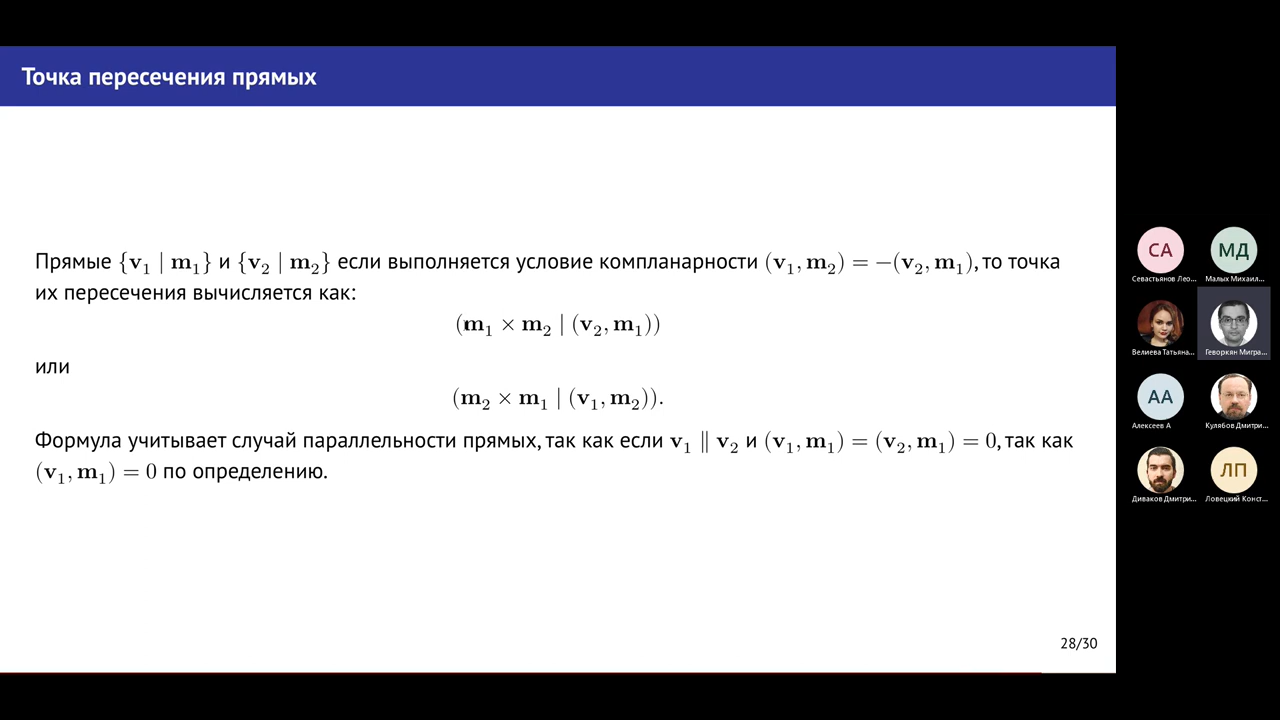 Точка пересечения прямых
Прямые {v₁ | m₁} и {v₂ | m₂} если выполняется условие компланарности (v₁, m₂) = −(v₂, m₁), то точка
их пересечения вычисляется как:
(m₁ × m₂ | (v₂, m₁))
или
(m₂ × m₁ | (v₁, m₂)).
Формула учитывает случай параллельности прямых, так как если v₁ ∥ v₂ и (v₁, m₁) = (v₂, m₁) = 0, так как
(v₁, m₁) = 0 по определению.
28/30
СА
МД
Севастьянов Лео...
Малых Михаил...
Велиева Татьяна...
Геворкян Мигра...
АА
Алексеев А
Кулябов Дмитри...
ЛП
Диваков Дмитри...
Ловецкий Конст...